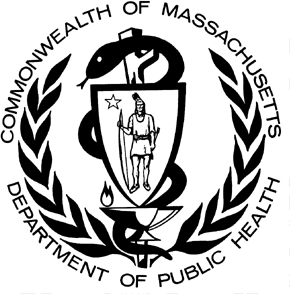 COMMONWEALTH OF MASSACHUSETTS
DEPARTMENT OF PUBLIC HEALTH